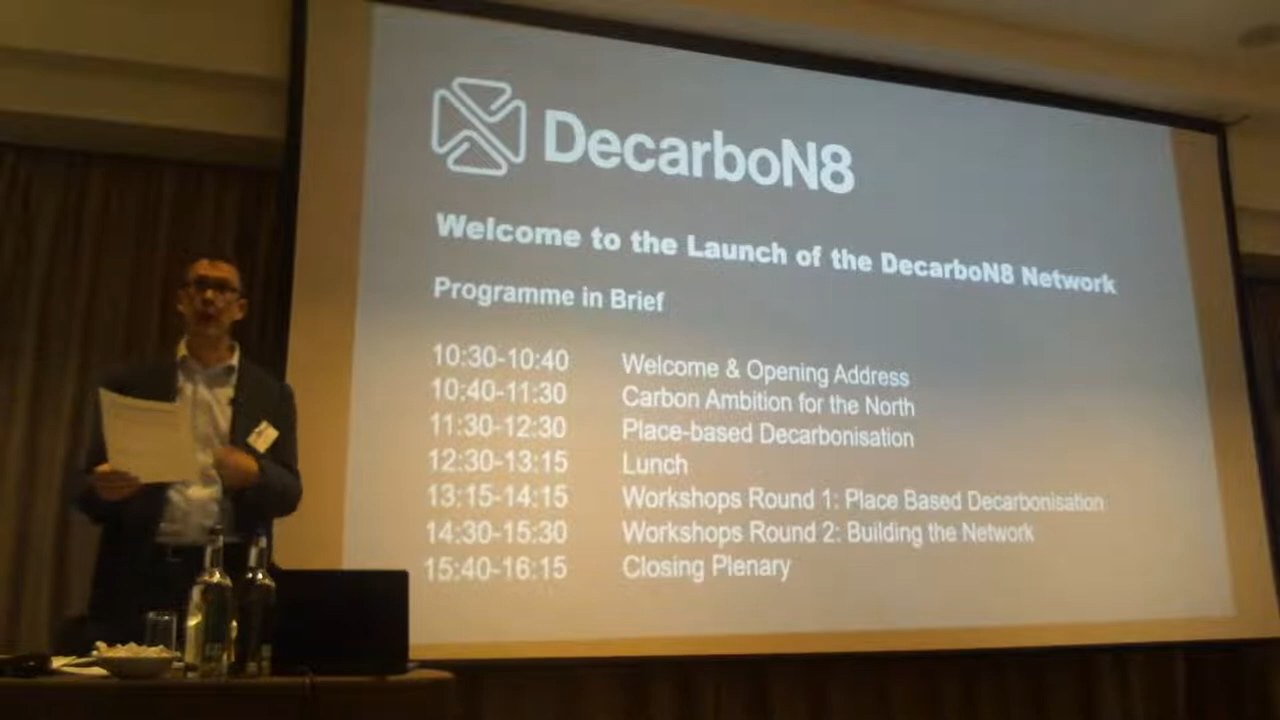 DecarboN8
Welcome to the Launch of the DecarboN8 Network
Programme in Brief
10:30-10:40 Welcome & Opening Address
10:40-11:30 Carbon Ambition for the North
11:30-12:30 Place-based Decarbonisation
12:30-13:15 Lunch
13:15-14:15 Workshops Round 1: Place Based Decarbonisation
14:30-15:30 Workshops Round 2: Building the Network
15:40-16:15 Closing Plenary